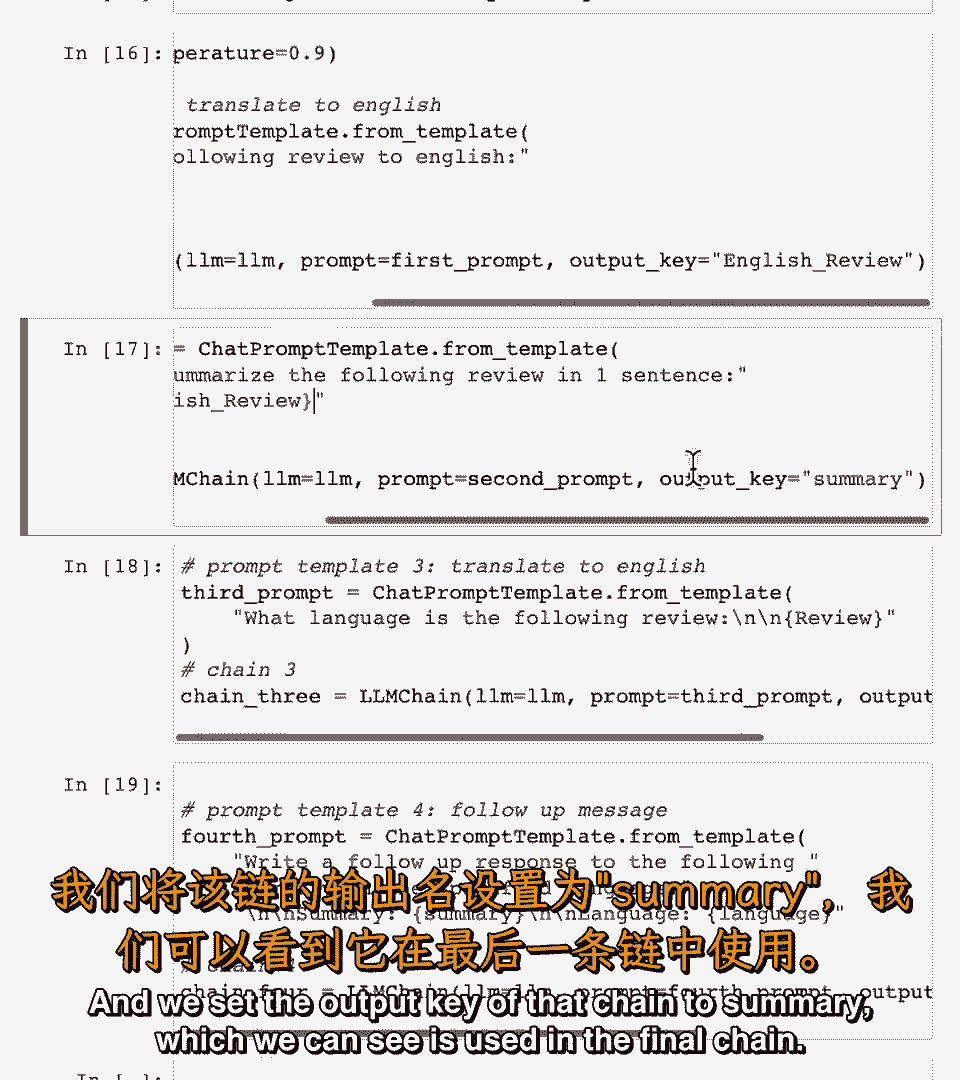 In [16]: perature=0.9)
translate to english
romptTemplate.from_template(
ollowing review to english:"
(llm=llm, prompt=first_prompt, output_key="English_Review")
In [17]: = ChatPromptTemplate.from_template(
ummarize the following review in 1 sentence:"
ish_Review}"
MChain(llm=llm, prompt=second_prompt, output_key="summary")
In [18]: # prompt template 3: translate to english
third_prompt = ChatPromptTemplate.from_template(
"What language is the following review:\n\n{Review}"
)
# chain 3
chain_three = LLMChain(llm=llm, prompt=third_prompt, output
In [19]:
# prompt template 4: follow up message
fourth_prompt = ChatPromptTemplate.from_template(
"Write a follow up response to the following "
我们将该链的输出名设置为"summary"，我
\n\nSummary: {summary}\n\nLanguage: {language}"
们可以看到它在最后一条链中使用。
chain_four = LLMChain(llm=llm, prompt=fourth_prompt, output
And we set the output key of that chain to summary,
which we can see is used in the final chain.